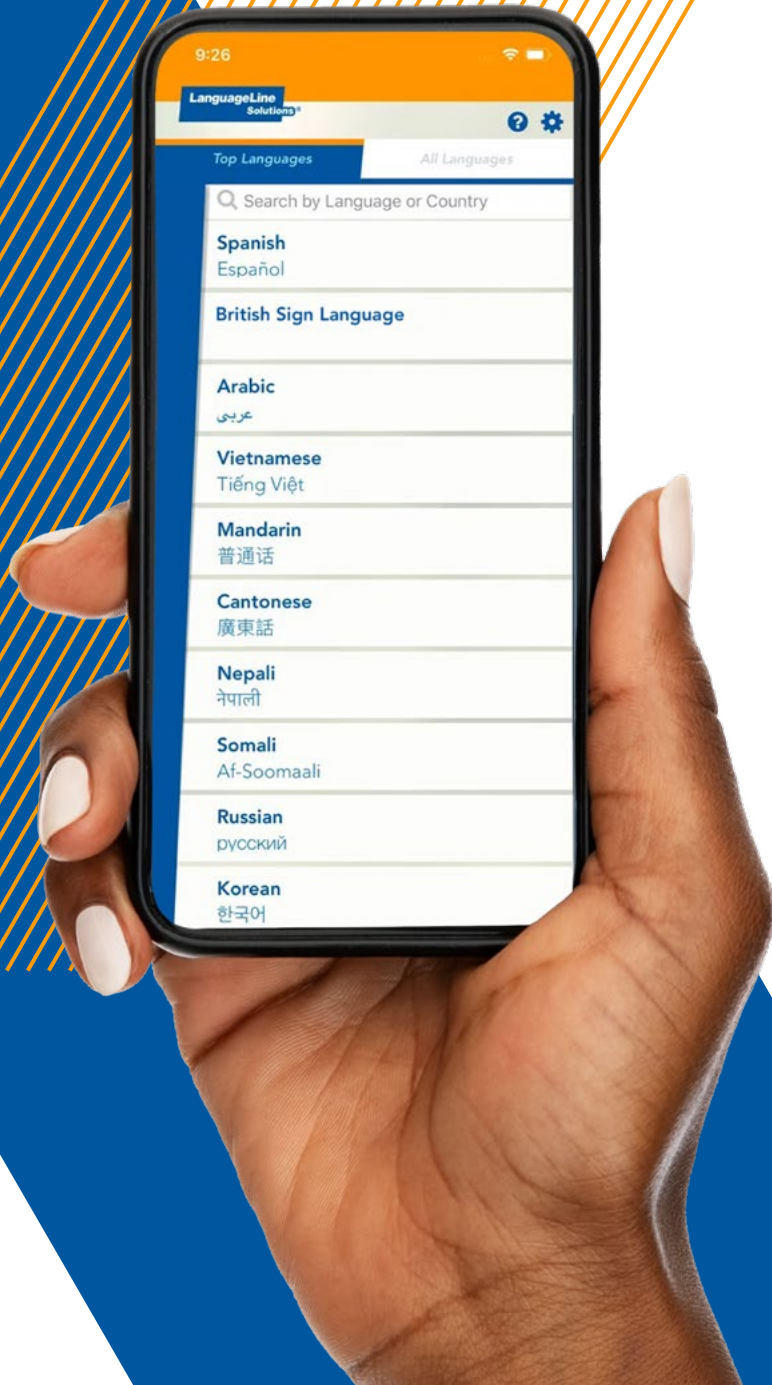 9:26
LanguageLine
Solutions®
Top Languages
All Languages
Search by Language or Country
Spanish
Español
British Sign Language
Arabic
عربى
Vietnamese
Tiếng Việt
Mandarin
普通话
Cantonese
廣東話
Nepali
नेपाली
Somali
Af-Soomaali
Russian
русский
Korean
한국어